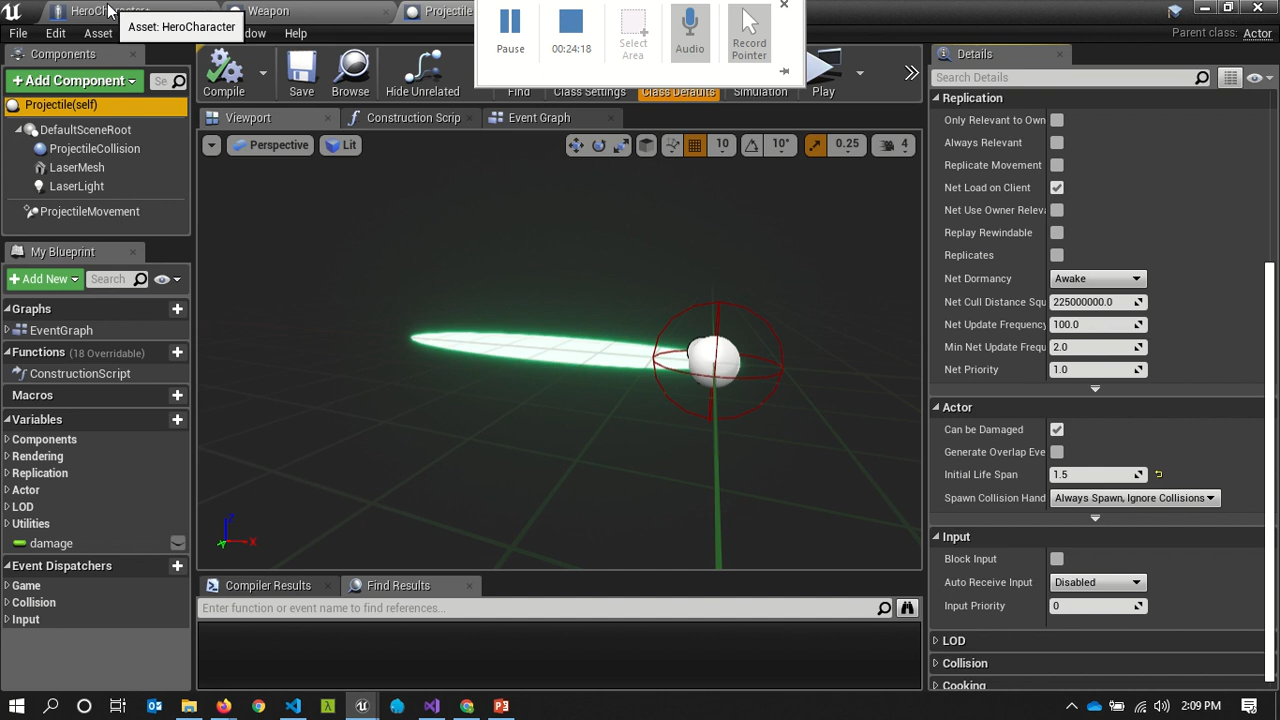 HeroCharacter
Weapon
Projectile
Asset: HeroCharacter
Pause
00:24:18
Select Area
Audio
Record Pointer
Parent class: Actor
File
Asset
Help
Components
Details
+ Add Component
Se
Compile
Save
Browse
Hide Unrelated
Find
Class Settings
Class Defaults
Simulation
Play
Search Details
Projectile(self)
DefaultSceneRoot
ProjectileCollision
LaserMesh
LaserLight
ProjectileMovement
Viewport
Construction Scrip
Event Graph
Perspective
Lit
10
10°
0.25
4
My Blueprint
+ Add New
Search
Graphs
EventGraph
Functions (18 Overridable)
ConstructionScript
Macros
Variables
Components
Rendering
Replication
Actor
LOD
Utilities
damage
Event Dispatchers
Game
Collision
Input
Compiler Results
Find Results
Enter function or event name to find references...
Replication
Only Relevant to Own
Always Relevant
Replicate Movement
Net Load on Client
Net Use Owner Relev
Replay Rewindable
Replicates
Net Dormancy Awake
Net Cull Distance Squ 225000000.0
Net Update Frequency 100.0
Min Net Update Frequ 2.0
Net Priority 1.0
Actor
Can be Damaged
Generate Overlap Eve
Initial Life Span 1.5
Spawn Collision Hand Always Spawn, Ignore Collisions
Input
Block Input
Auto Receive Input Disabled
Input Priority 0
LOD
Collision
Cooking
2:09 PM